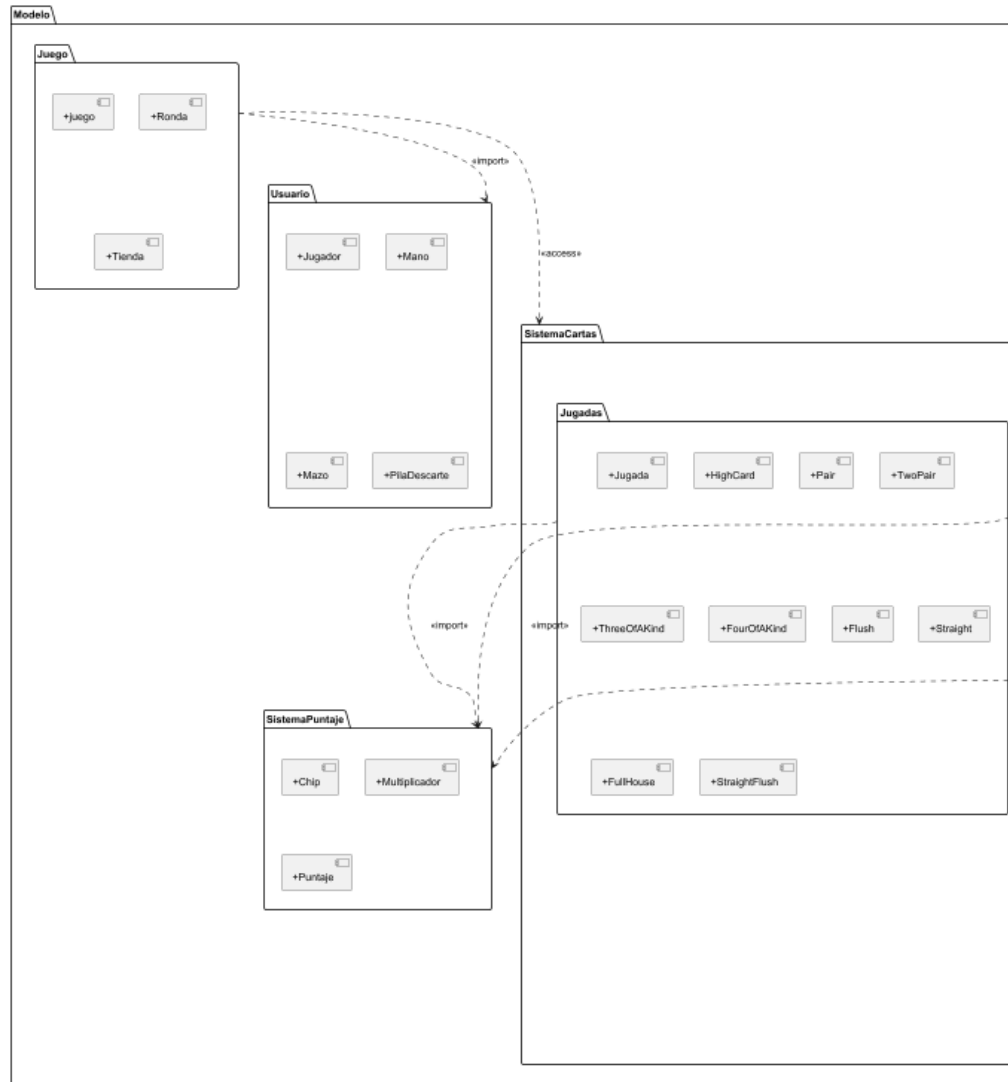 Modelo
Juego
+juego
+Ronda
«import»
Usuario
+Jugador
+Mano
+Tienda
«access»
SistemaCartas
Jugadas
+Mazo
+PilaDescarte
+Jugada
+HighCard
+Pair
+TwoPair
«import»
«import»
+ThreeOfAKind
+FourOfAKind
+Flush
+Straight
SistemaPuntaje
+Chip
+Multiplicador
+FullHouse
+StraightFlush
+Puntaje